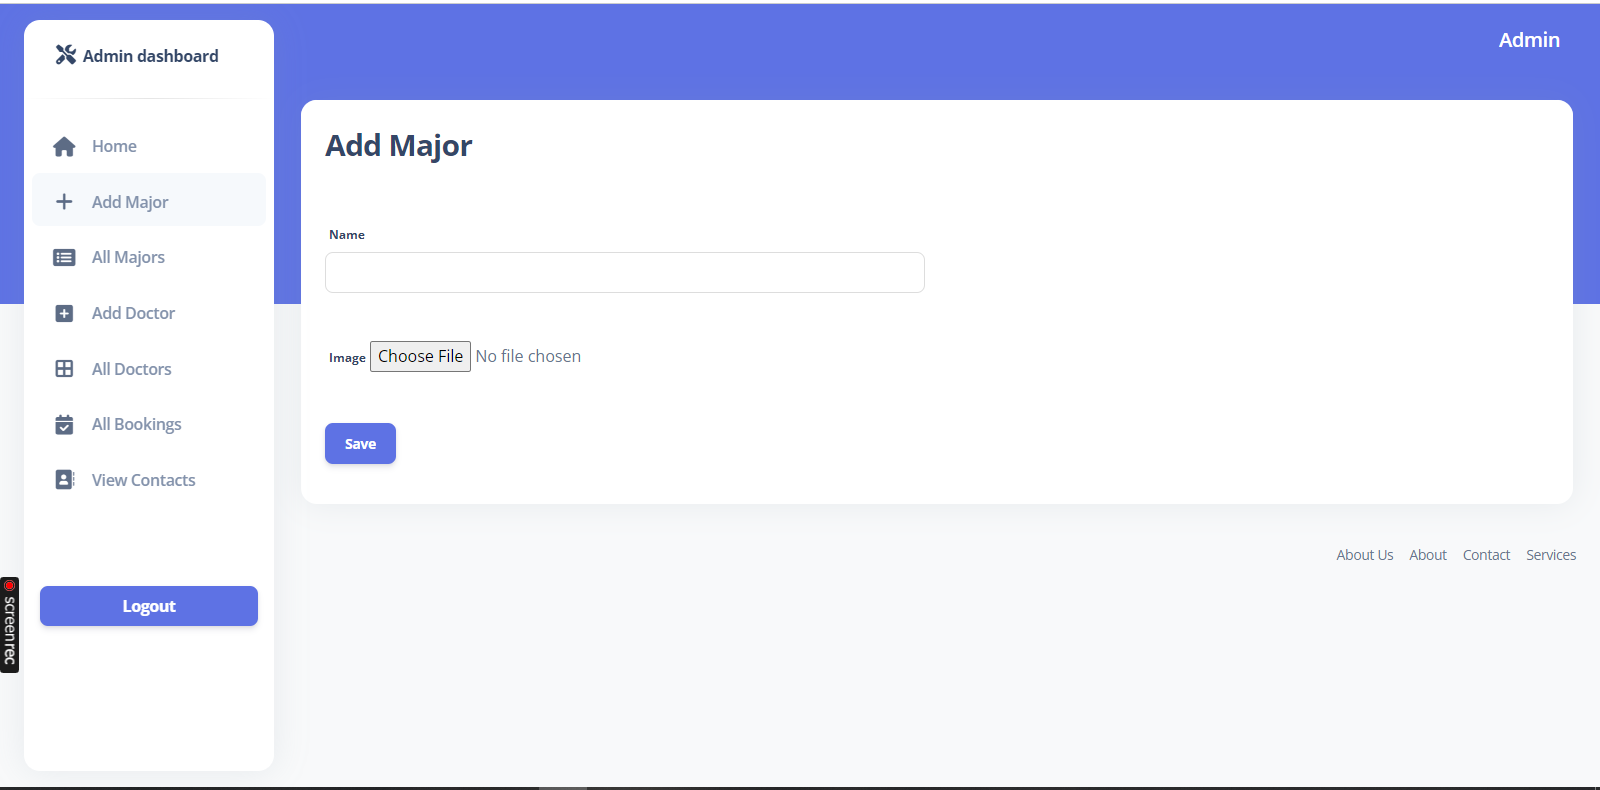 Admin dashboard
Admin
Home
Add Major
All Majors
Add Doctor
All Doctors
All Bookings
View Contacts
Logout
Add Major
Name
Image Choose File No file chosen
Save
About Us About Contact Services
screenrec